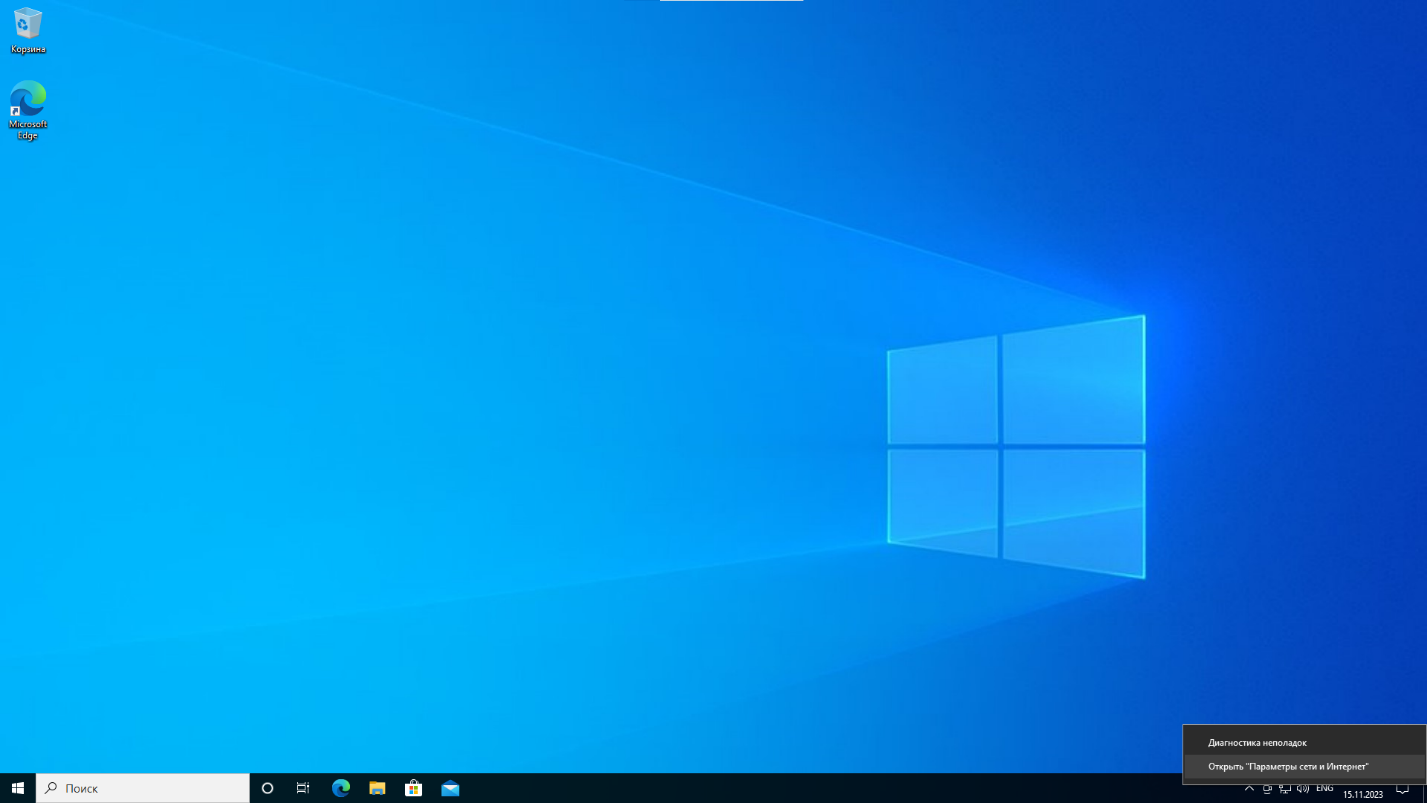 Корзина
Microsoft
Edge
Диагностика неполадок
Открыть "Параметры сети и Интернет"
Поиск
ENG
15.11.2023